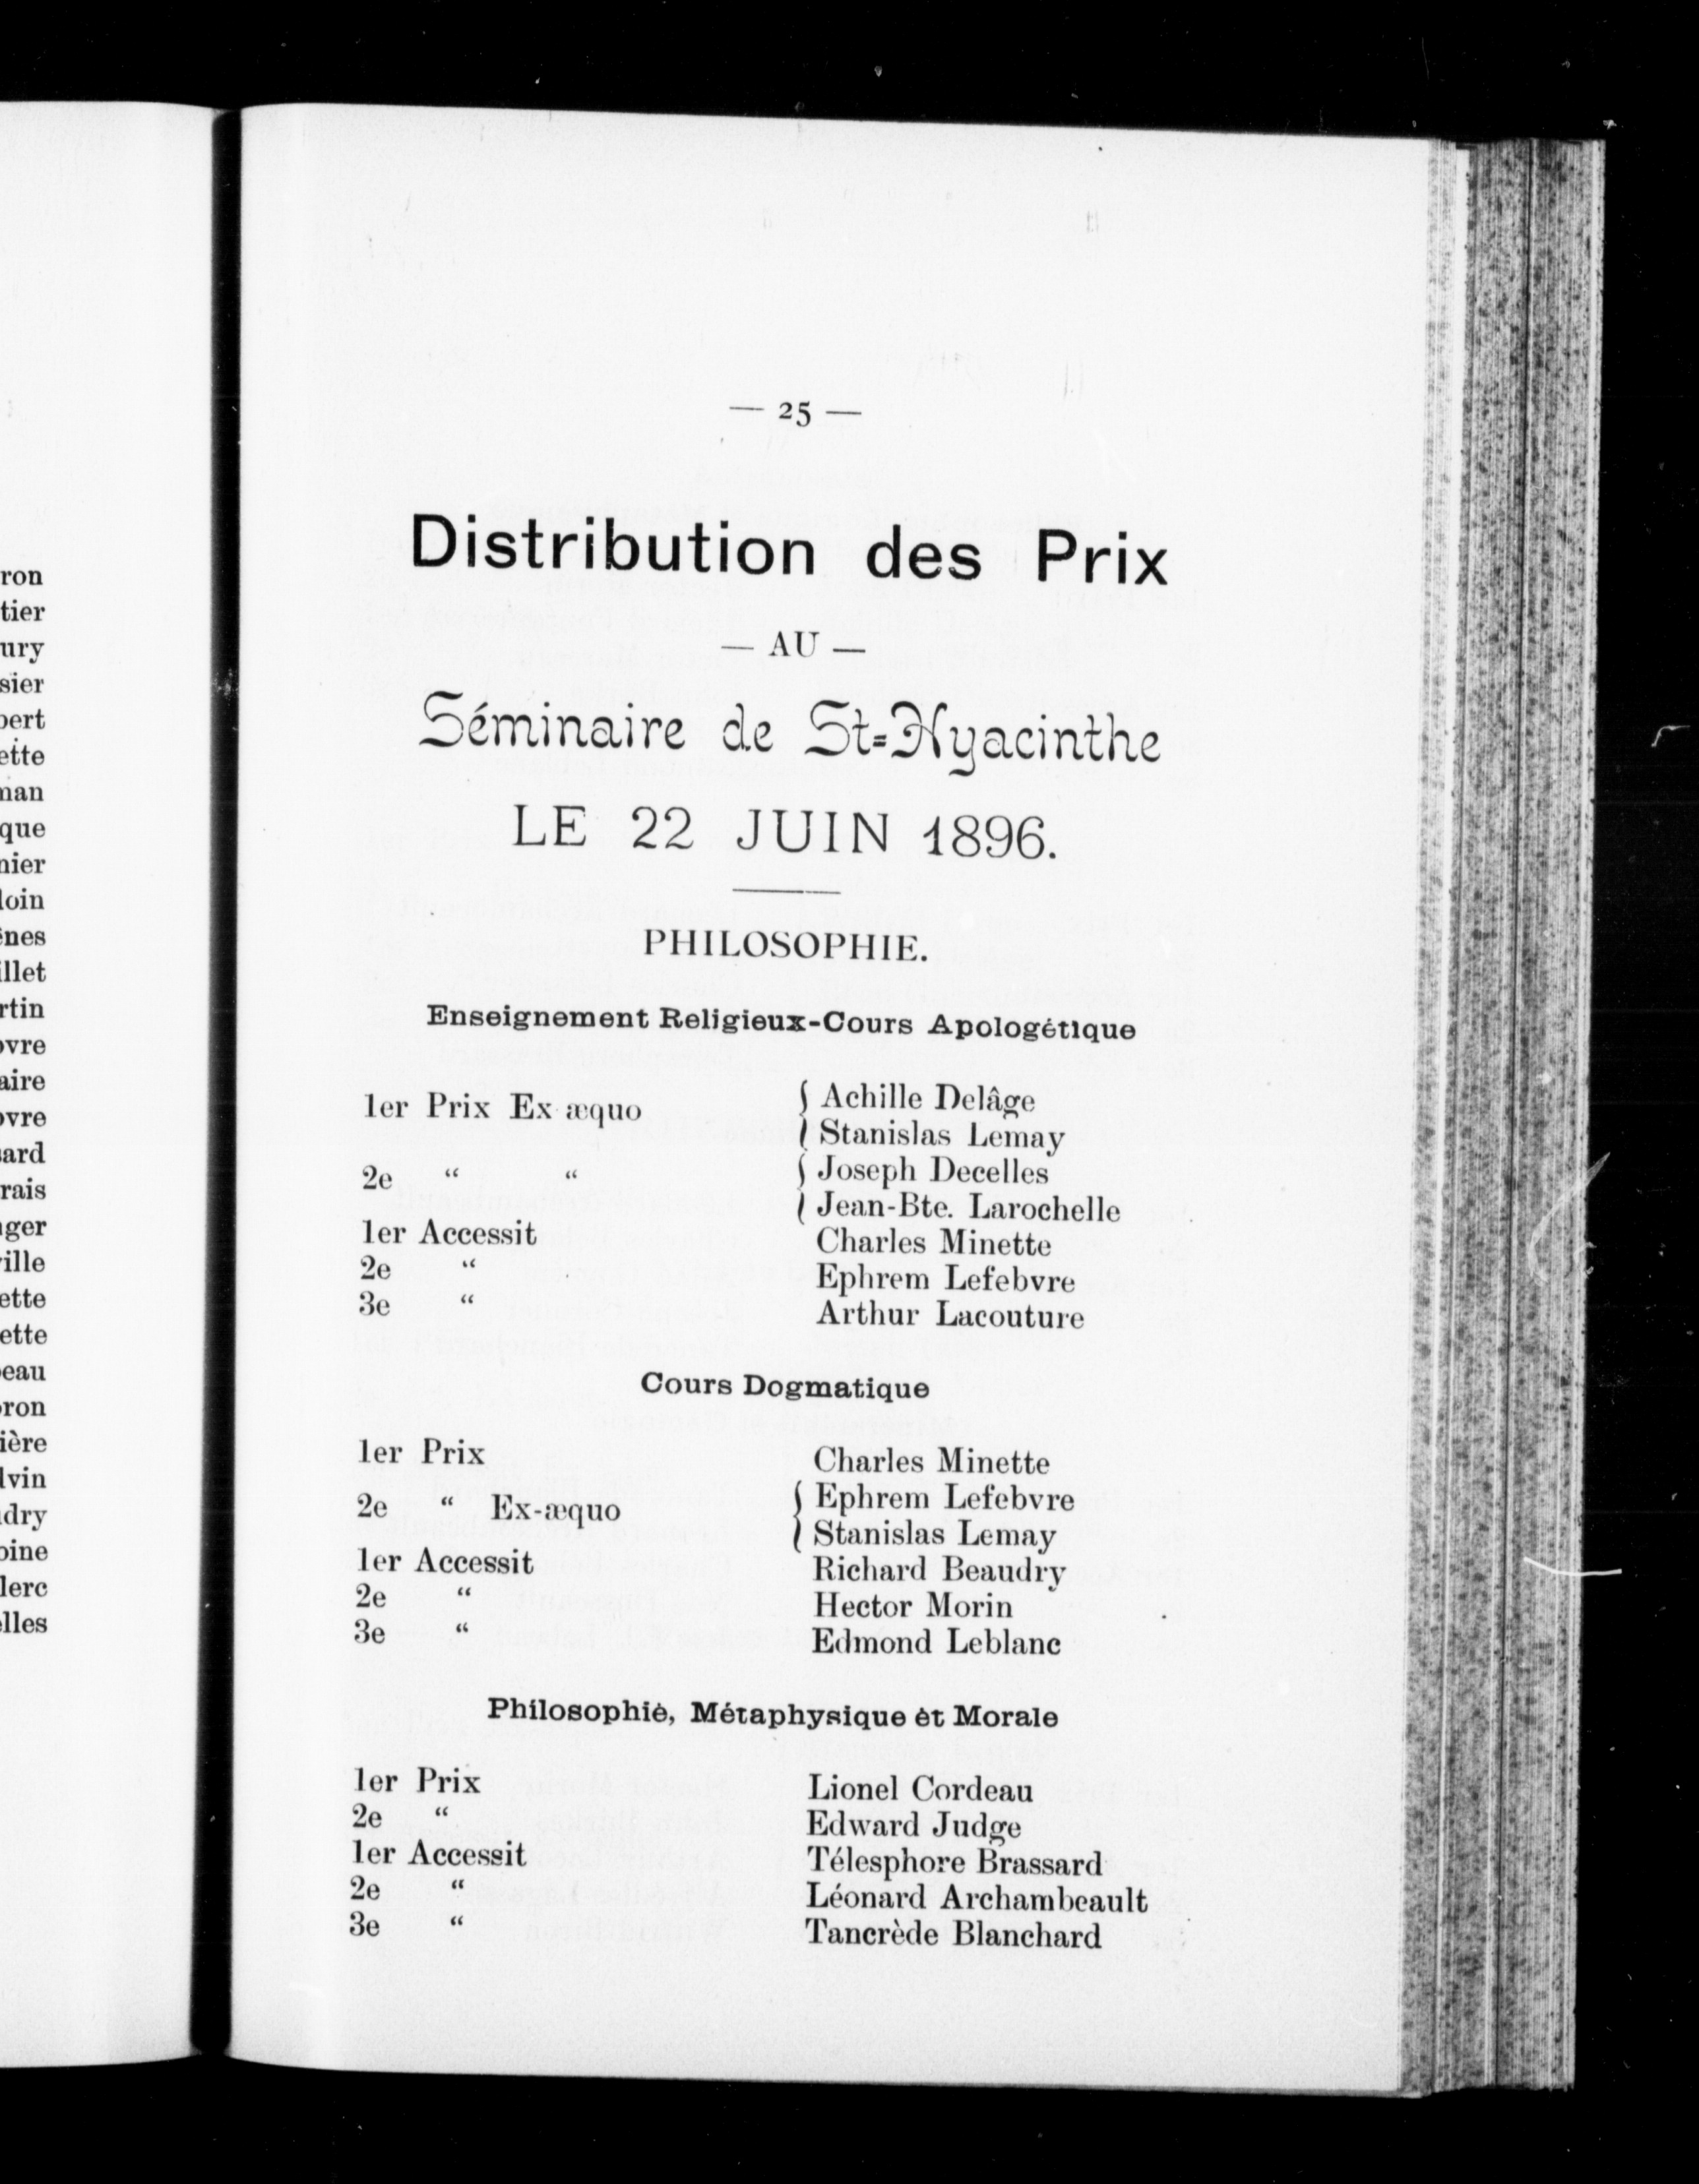 — 25 —
Distribution des Prix
— AU —
Séminaire de St-Hyacinthe
LE 22 JUIN 1896.
PHILOSOPHIE.
Enseignement Religieux-Cours Apologétique
1er Prix Ex æquo { Achille Delâge
{ Stanislas Lemay
2e “ “ { Joseph Decelles
{ Jean-Bte. Larochelle
1er Accessit Charles Minette
2e “ Ephrem Lefebvre
3e “ Arthur Lacouture
Cours Dogmatique
1er Prix Charles Minette
2e “ Ex-æquo { Ephrem Lefebvre
{ Stanislas Lemay
1er Accessit Richard Beaudry
2e “ Hector Morin
3e “ Edmond Leblanc
Philosophie, Métaphysique et Morale
1er Prix Lionel Cordeau
2e “ Edward Judge
1er Accessit Télesphore Brassard
2e “ Léonard Archambeault
3e “ Tancrède Blanchard